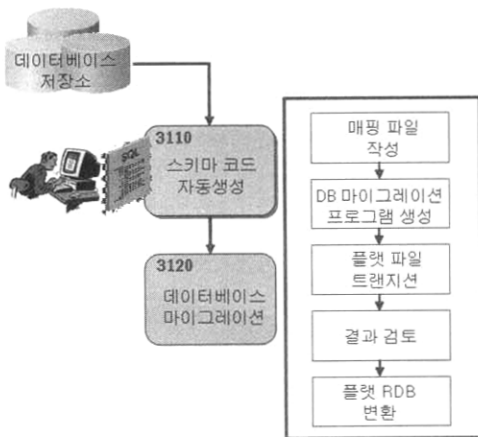 데이터베이스
저장소
3110
스키마 코드
자동생성
SQL
3120
데이터베이스
마이그레이션
매핑 파일
작성
DB 마이그레이션
프로그램 생성
플랫 파일
트랜지션
결과 검토
플랫 RDB
변환